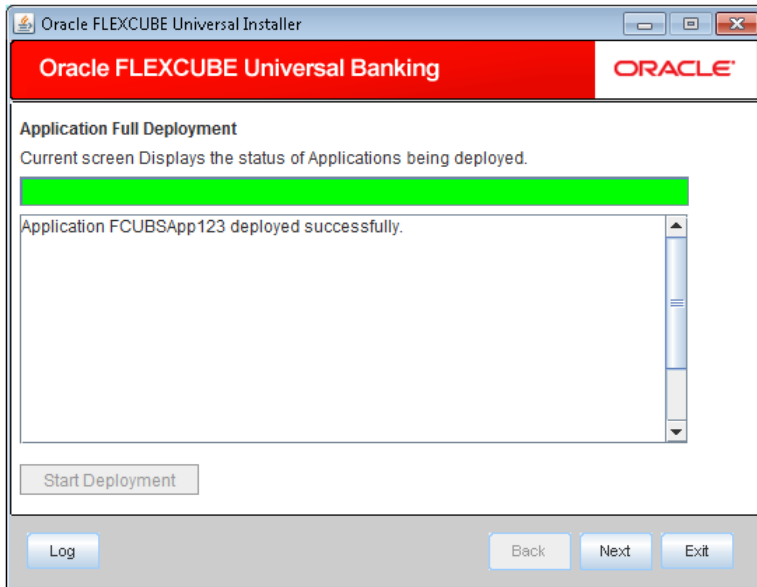 Oracle FLEXCUBE Universal Installer
Oracle FLEXCUBE Universal Banking
ORACLE
Application Full Deployment
Current screen Displays the status of Applications being deployed.
Application FCUBSApp123 deployed successfully.
Start Deployment
Log
Back
Next
Exit